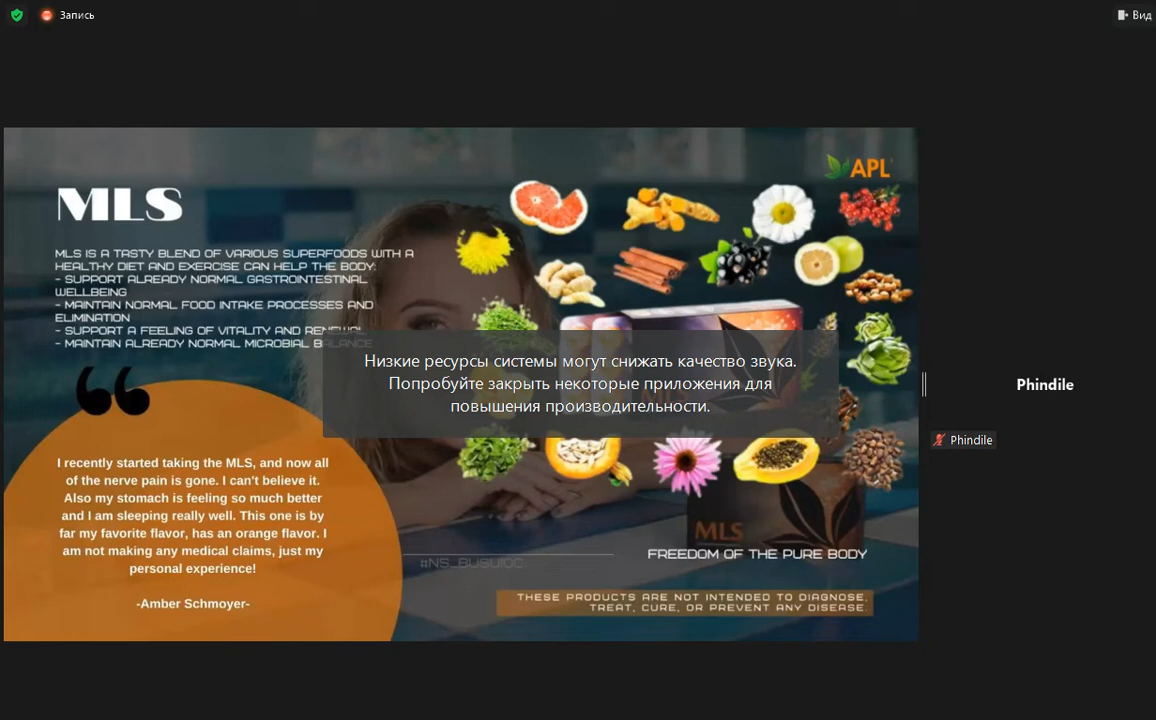 Запись
Вид
APL
MLS
MLS IS A TASTY BLEND OF VARIOUS SUPERFOODS WITH A
HEALTHY DIET AND EXERCISE CAN HELP THE BODY:
- SUPPORT ALREADY NORMAL GASTROINTESTINAL
WELLBEING
- MAINTAIN NORMAL FOOD INTAKE PROCESSES AND
ELIMINATION
- SUPPORT A FEELING OF VITALITY AND RENEWAL
- MAINTAIN ALREADY NORMAL MICROBIAL BALANCE
Низкие ресурсы системы могут снижать качество звука.
Попробуйте закрыть некоторые приложения для
повышения производительности.
Phindile
Phindile
I recently started taking the MLS, and now all
of the nerve pain is gone. I can't believe it.
Also my stomach is feeling so much better
and I am sleeping really well. This one is by
far my favorite flavor, has an orange flavor. I
am not making any medical claims, just my
personal experience!
-Amber Schmoyer-
MLS
FREEDOM OF THE PURE BODY
THESE PRODUCTS ARE NOT INTENDED TO DIAGNOSE,
TREAT, CURE, OR PREVENT ANY DISEASE.